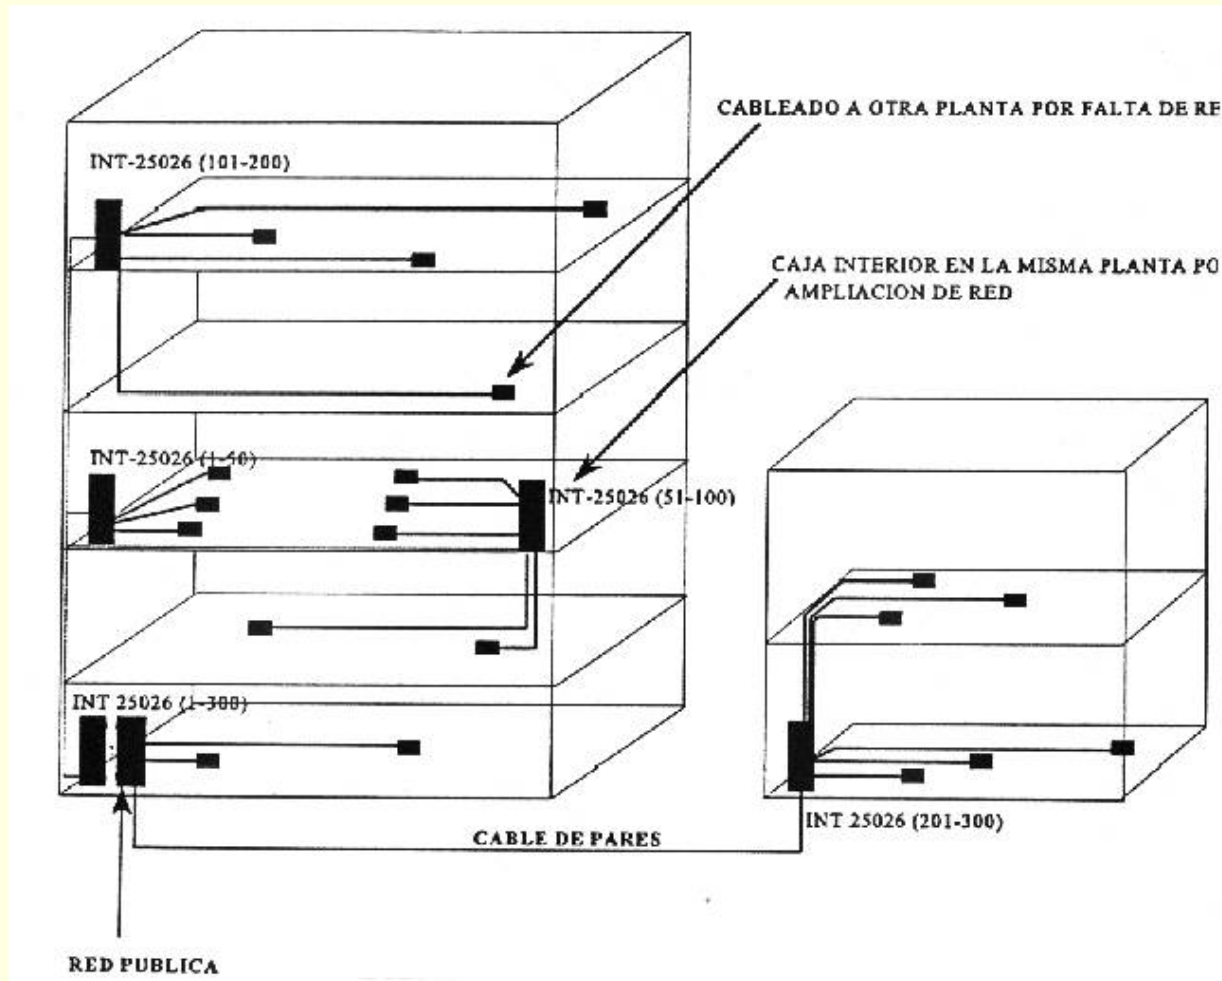 CABLEADO A OTRA PLANTA POR FALTA DE RE
INT-25026 (101-200)
CAJA INTERIOR EN LA MISMA PLANTA PO
AMPLIACION DE RED
INT-25026 (1-50)
INT-25026 (51-100)
INT 25026 (1-300)
INT 25026 (201-300)
CABLE DE PARES
RED PUBLICA